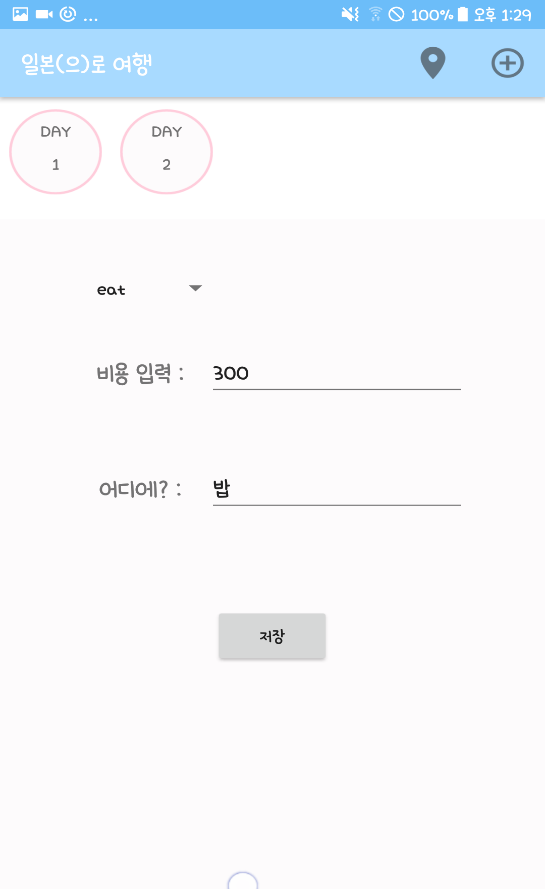 ... 100% 오후 1:29
일본(으)로 여행
DAY DAY
1 2
eat
비용 입력 : 300
어디에? : 밥
저장